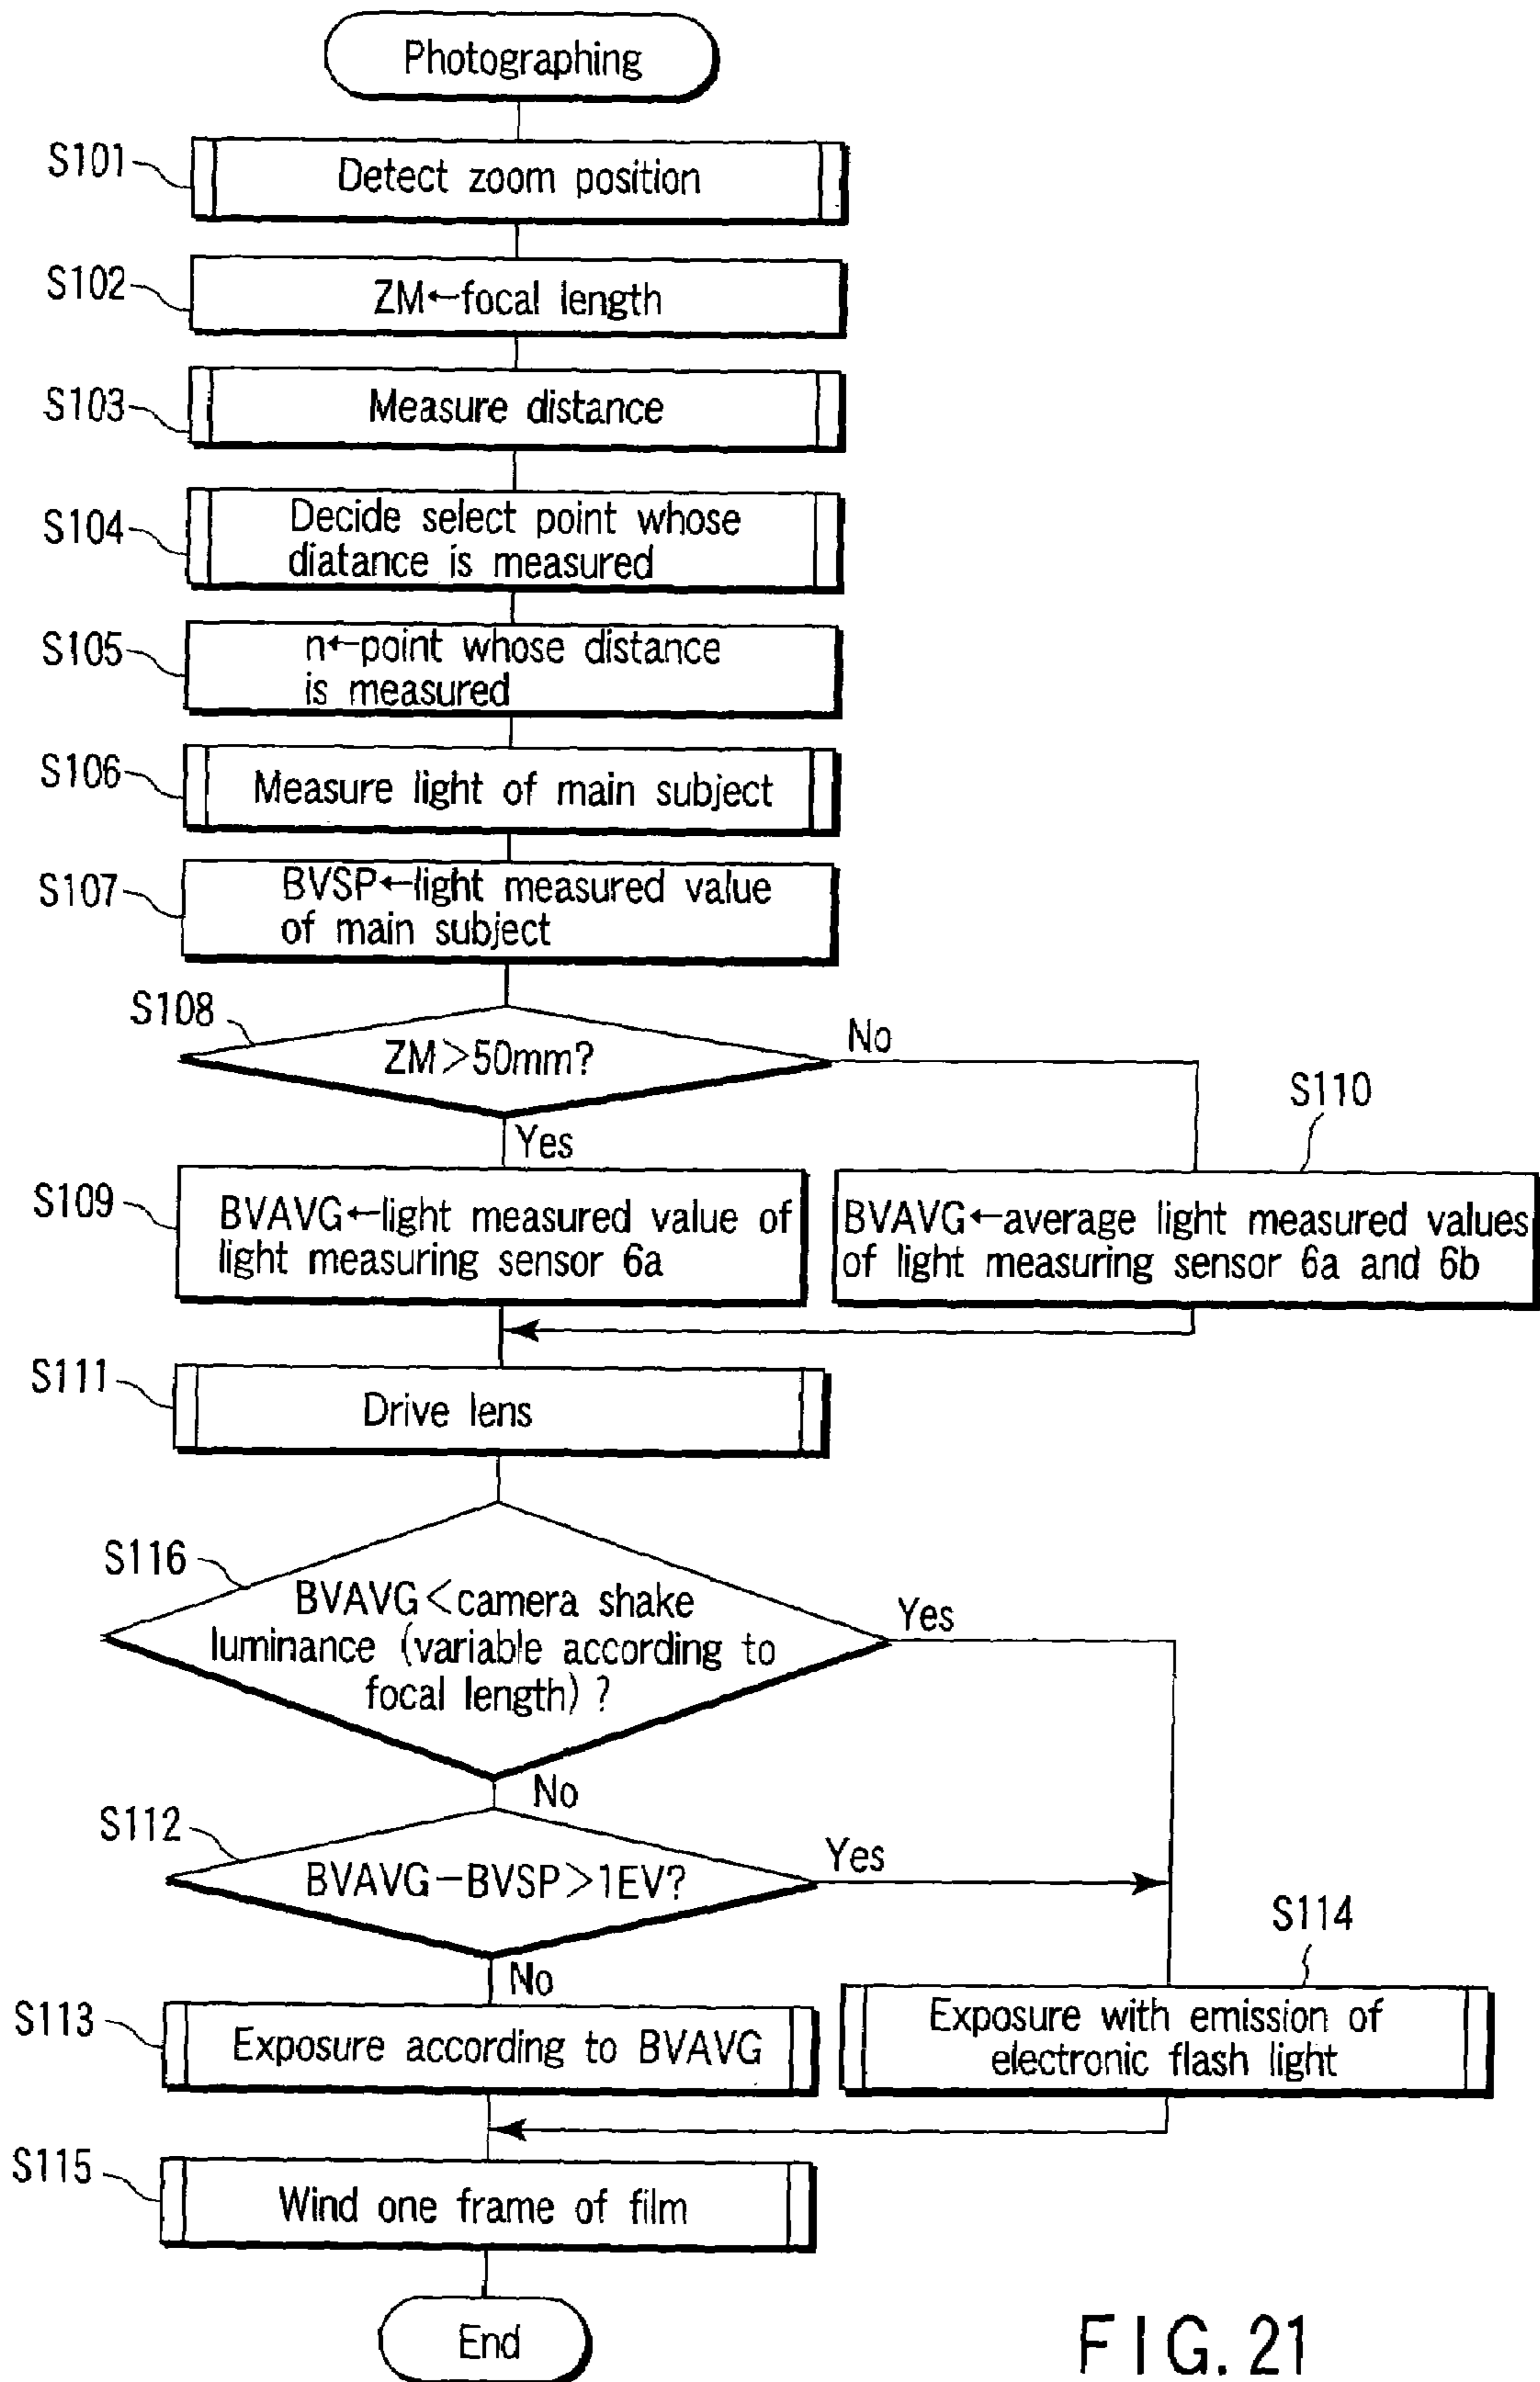 Photographing
S101
Detect zoom position
S102
ZM←focal length
S103
Measure distance
S104
Decide select point whose
diatance is measured
S105
n←point whose distance
is measured
S106
Measure light of main subject
S107
BVSP←light measured value
of main subject
S108
ZM>50mm?
No
Yes
S110
S109
BVAVG←light measured value of
light measuring sensor 6a
BVAVG←average light measured values
of light measuring sensor 6a and 6b
S111
Drive lens
S116
BVAVG<camera shake
luminance (variable according to
focal length) ?
Yes
No
S112
BVAVG-BVSP>1EV?
Yes
No
S114
S113
Exposure according to BVAVG
Exposure with emission of
electronic flash light
S115
Wind one frame of film
End
FIG. 21